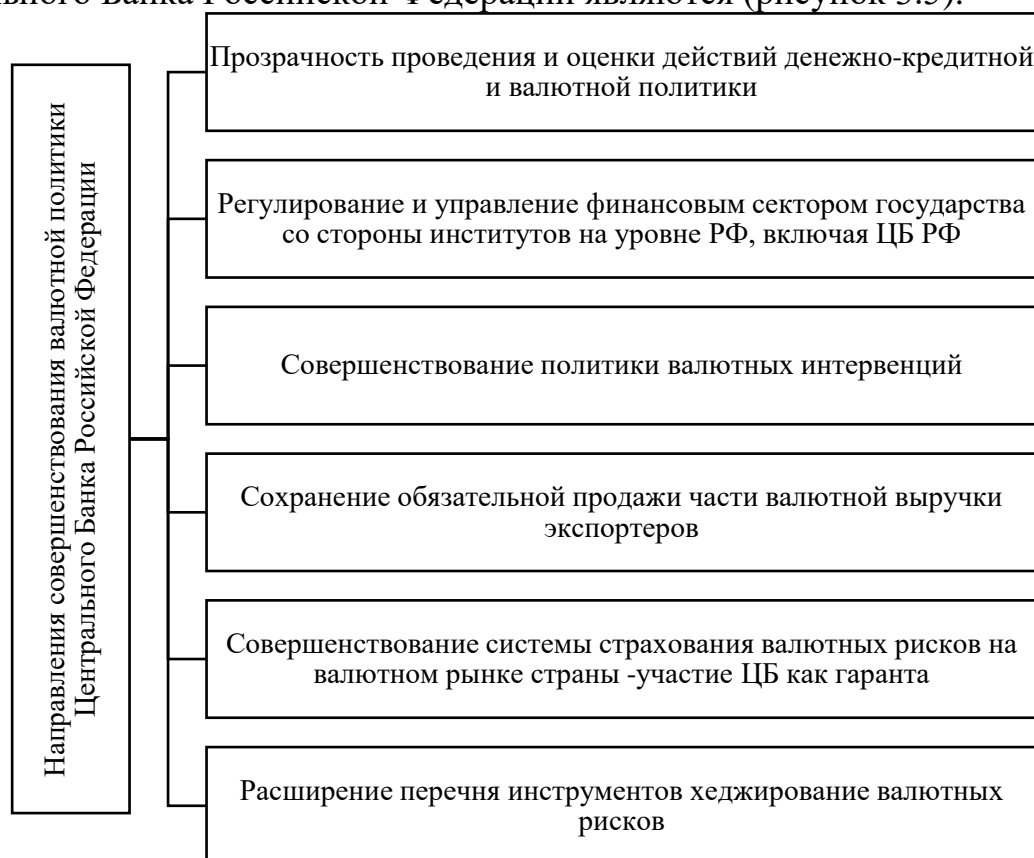 льного Банка Российской Федерации являются (рисунок 3.3).
Прозрачность проведения и оценки действий денежно-кредитной
и валютной политики
Регулирование и управление финансовым сектором государства
со стороны институтов на уровне РФ, включая ЦБ РФ
Совершенствование политики валютных интервенций
Сохранение обязательной продажи части валютной выручки
экспортеров
Совершенствование системы страхования валютных рисков на
валютном рынке страны -участие ЦБ как гаранта
Расширение перечня инструментов хеджирование валютных
рисков
Направления совершенствования валютной политики
Центрального Банка Российской Федерации